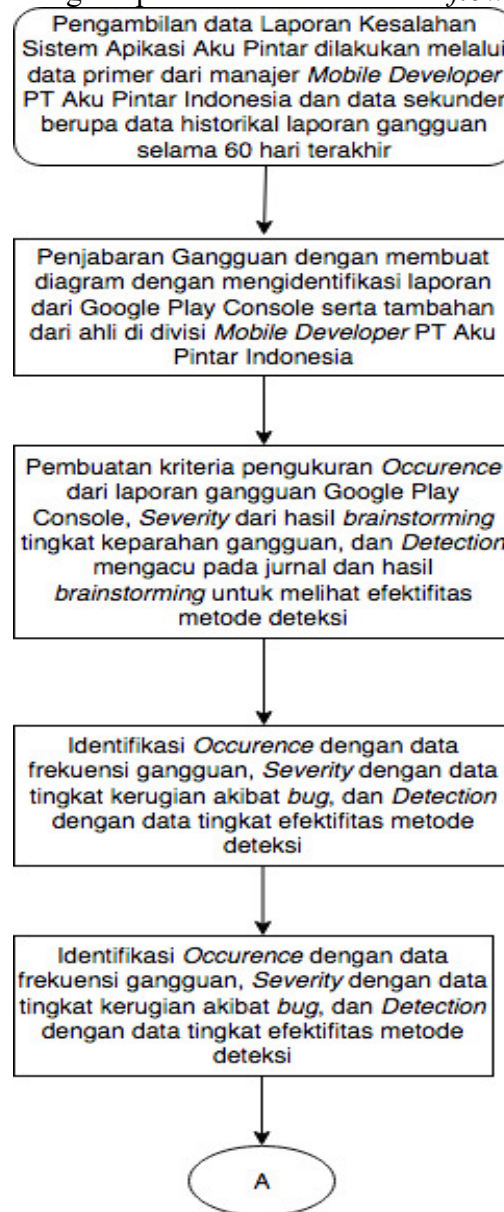 Pengambilan data Laporan Kesalahan
Sistem Apikasi Aku Pintar dilakukan melalui
data primer dari manajer Mobile Developer
PT Aku Pintar Indonesia dan data sekunder
berupa data historikal laporan gangguan
selama 60 hari terakhir
Penjabaran Gangguan dengan membuat
diagram dengan mengidentifikasi laporan
dari Google Play Console serta tambahan
dari ahli di divisi Mobile Developer PT Aku
Pintar Indonesia
Pembuatan kriteria pengukuran Occurence
dari laporan gangguan Google Play
Console, Severity dari hasil brainstorming
tingkat keparahan gangguan, dan Detection
mengacu pada jurnal dan hasil
brainstorming untuk melihat efektifitas
metode deteksi
Identifikasi Occurence dengan data
frekuensi gangguan, Severity dengan data
tingkat kerugian akibat bug, dan Detection
dengan data tingkat efektifitas metode
deteksi
Identifikasi Occurence dengan data
frekuensi gangguan, Severity dengan data
tingkat kerugian akibat bug, dan Detection
dengan data tingkat efektifitas metode
deteksi
A